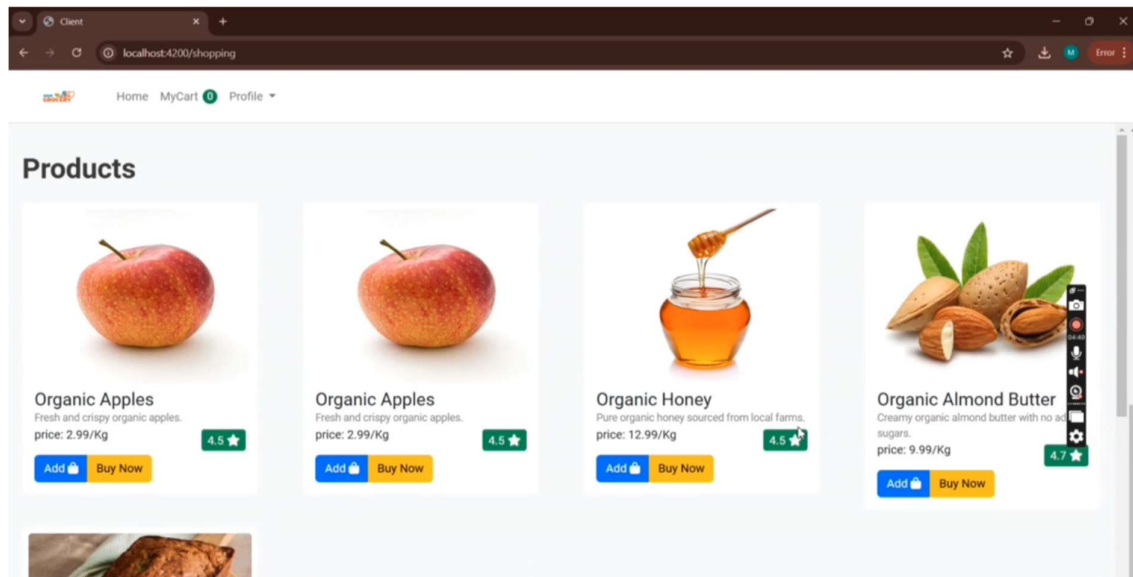 Client
localhost:4200/shopping
Error
GROCERY
Home MyCart 0 Profile
Products
Organic Apples
Fresh and crispy organic apples.
price: 2.99/Kg
4.5
Add Buy Now
Organic Apples
Fresh and crispy organic apples.
price: 2.99/Kg
4.5
Add Buy Now
Organic Honey
Pure organic honey sourced from local farms.
price: 12.99/Kg
4.5
Add Buy Now
Organic Almond Butter
Creamy organic almond butter with no ad
sugars.
price: 9.99/Kg
4.7
Add Buy Now
M
04:40